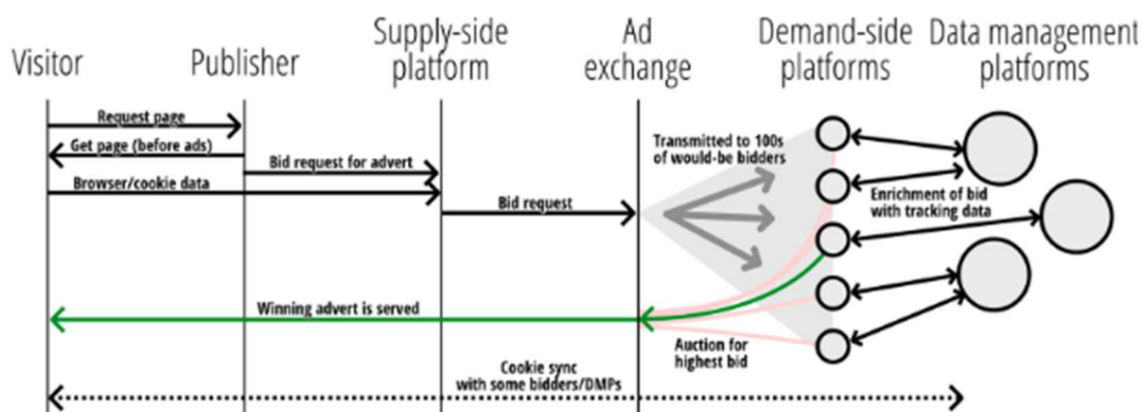 Visitor
Publisher
Supply-side
platform
Ad
exchange
Demand-side
platforms
Data management
platforms
Request page
Get page (before ads)
Bid request for advert
Browser/cookie data
Bid request
Transmitted to 100s
of would-be bidders
Enrichment of bid
with tracking data
Winning advert is served
Auction for
highest bid
Cookie sync
with some bidders/DMPs